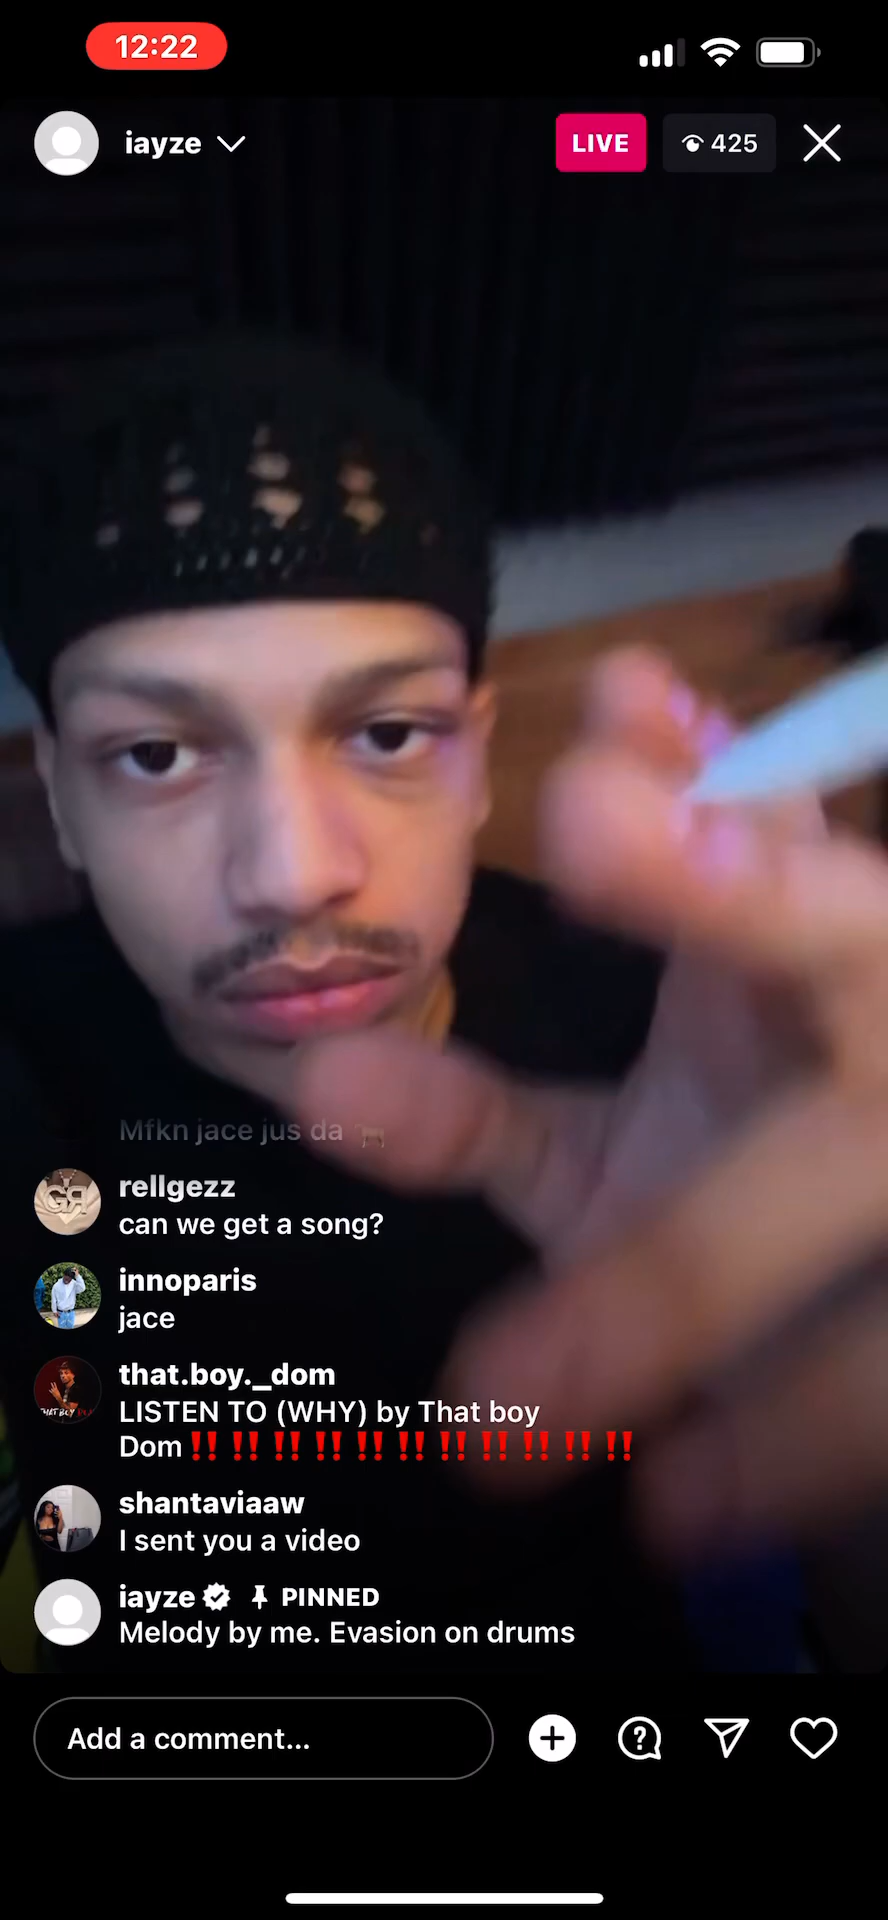 12:22
iayze
LIVE
425
Mfkn jace jus da 🐐
rellgezz
can we get a song?
innoparis
jace
that.boy._dom
LISTEN TO (WHY) by That boy
Dom‼️‼️‼️‼️‼️‼️‼️‼️‼️‼️‼️
shantaviaaw
I sent you a video
iayze PINNED
Melody by me. Evasion on drums
Add a comment...